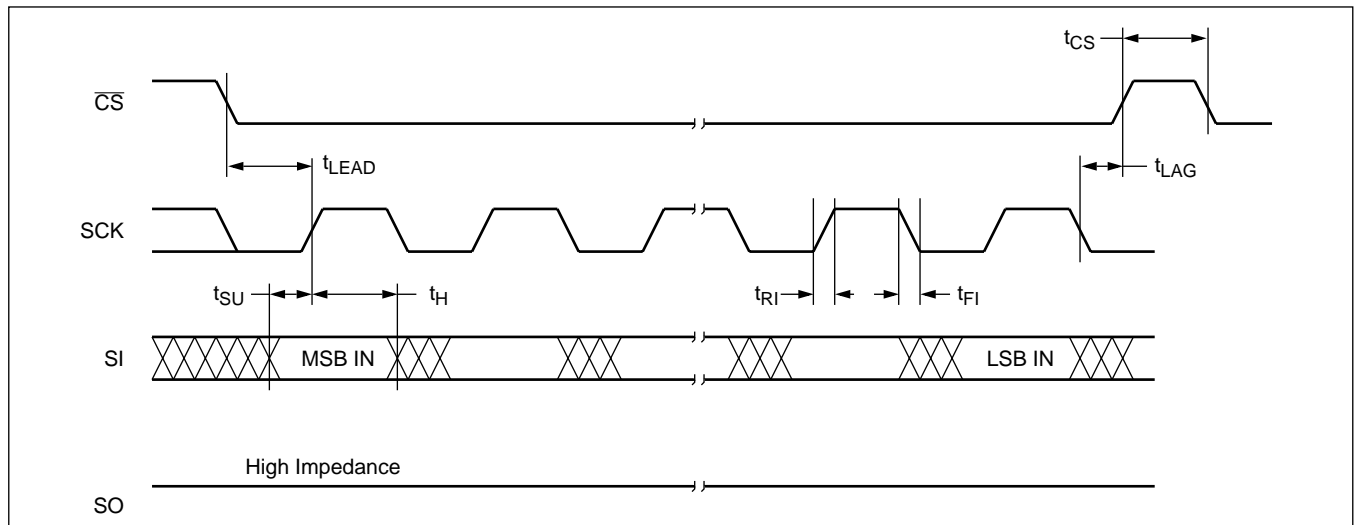 tCS
CS
tLEAD
tLAG
SCK
tSU
tH
tRI
tFI
SI
MSB IN
LSB IN
High Impedance
SO